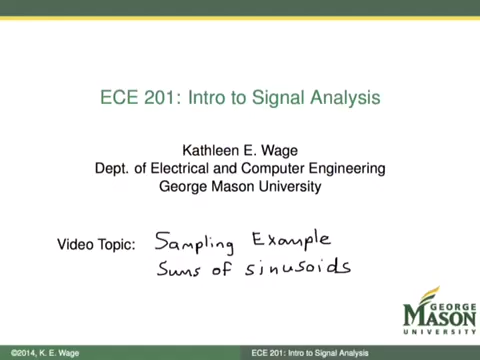 ECE 201: Intro to Signal Analysis
Kathleen E. Wage
Dept. of Electrical and Computer Engineering
George Mason University
Video Topic: Sampling Example
Sums of sinusoids
GEORGE
MASON
UNIVERSITY
©2014, K. E. Wage ECE 201: Intro to Signal Analysis